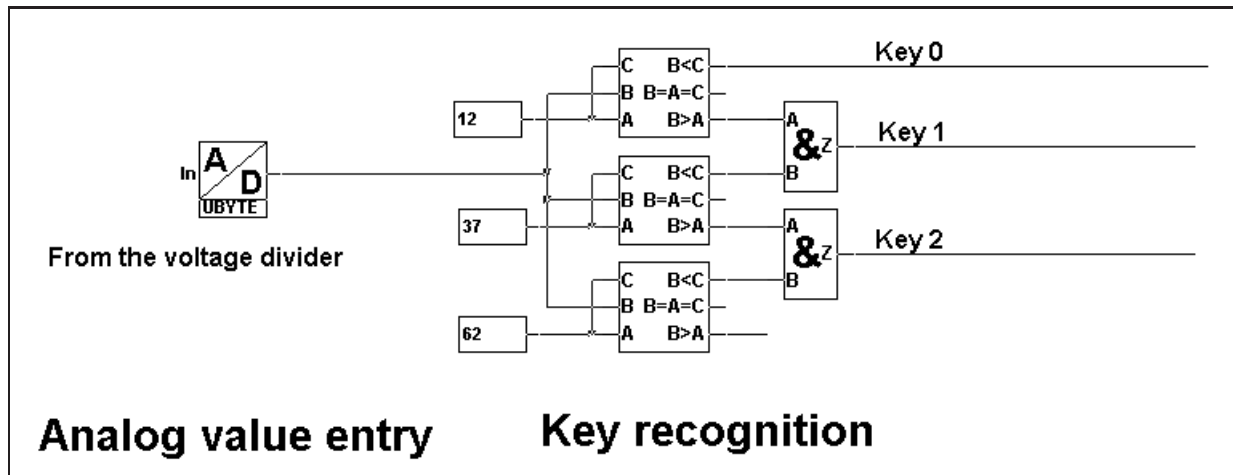 C B<C
B B=A=C
A B>A
12
Key 0
A
& Z
B
Key 1
In
A
D
UBYTE
From the voltage divider
C B<C
B B=A=C
A B>A
37
A
& Z
B
Key 2
C B<C
B B=A=C
A B>A
62
Analog value entry
Key recognition